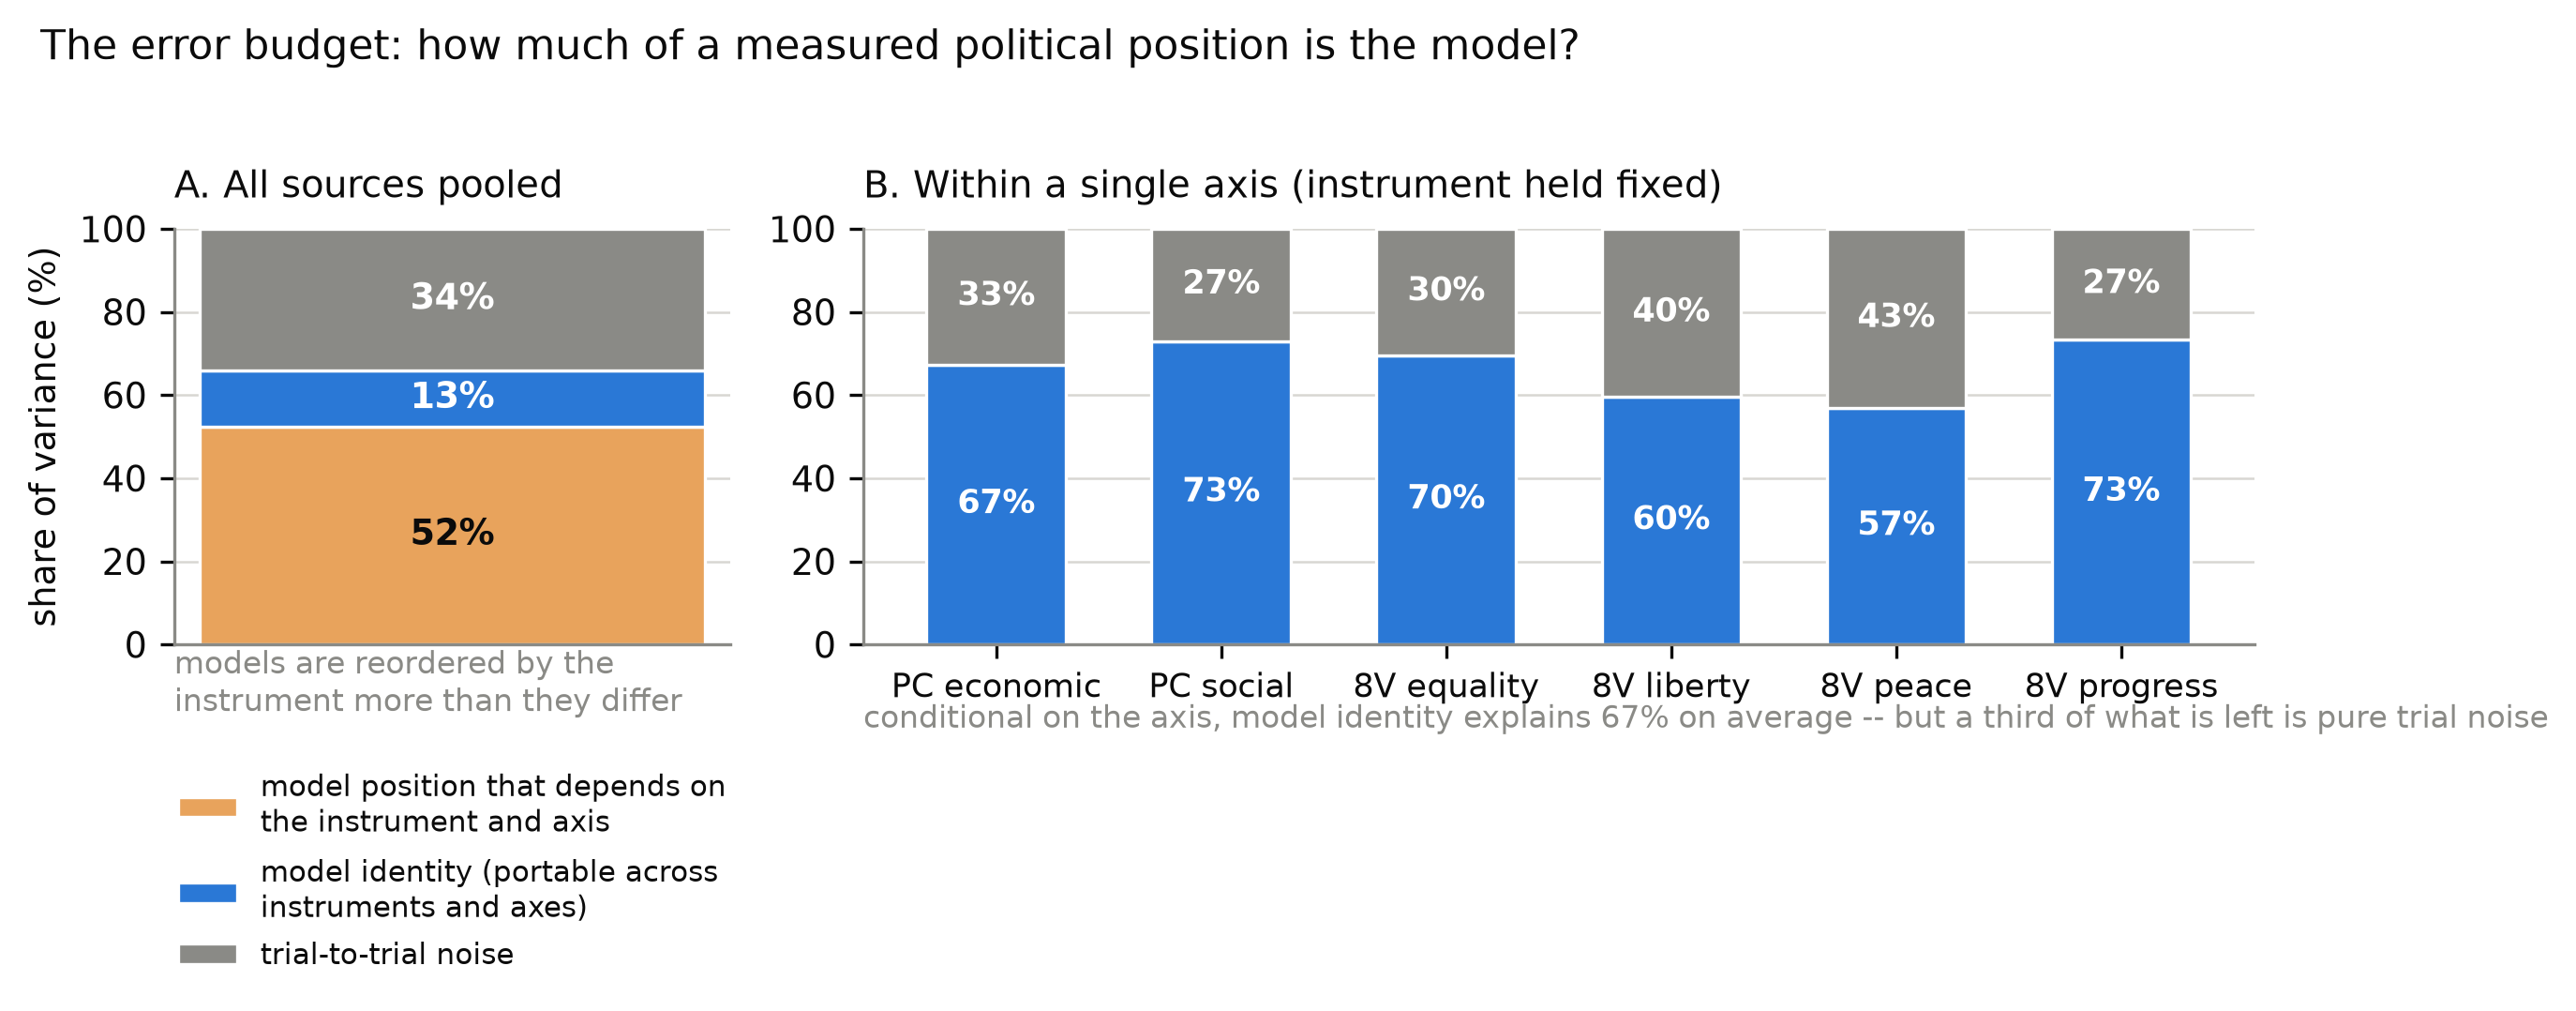 The error budget: how much of a measured political position is the model?
A. All sources pooled
share of variance (%)
100
80
60
40
20
0
34%
13%
52%
models are reordered by the
instrument more than they differ
B. Within a single axis (instrument held fixed)
100
80
60
40
20
0
33%
27%
30%
40%
43%
27%
67%
73%
70%
60%
57%
73%
PC economic
PC social
8V equality
8V liberty
8V peace
8V progress
conditional on the axis, model identity explains 67% on average -- but a third of what is left is pure trial noise
model position that depends on
the instrument and axis
model identity (portable across
instruments and axes)
trial-to-trial noise